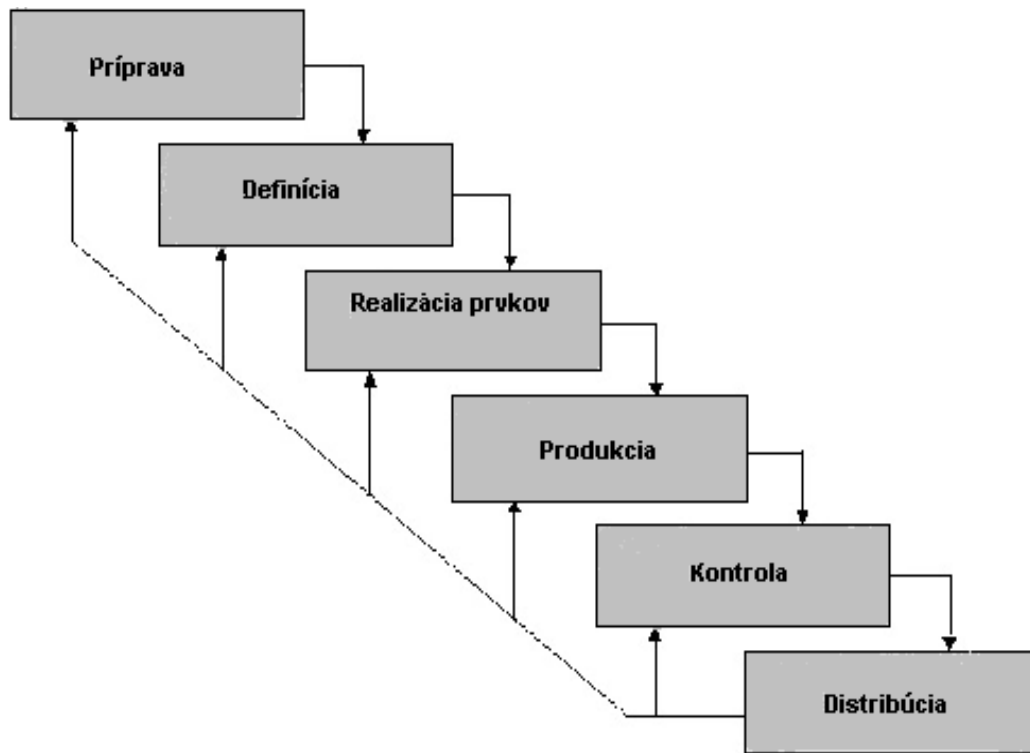 Príprava
Definícia
Realizácia prvkov
Produkcia
Kontrola
Distribúcia